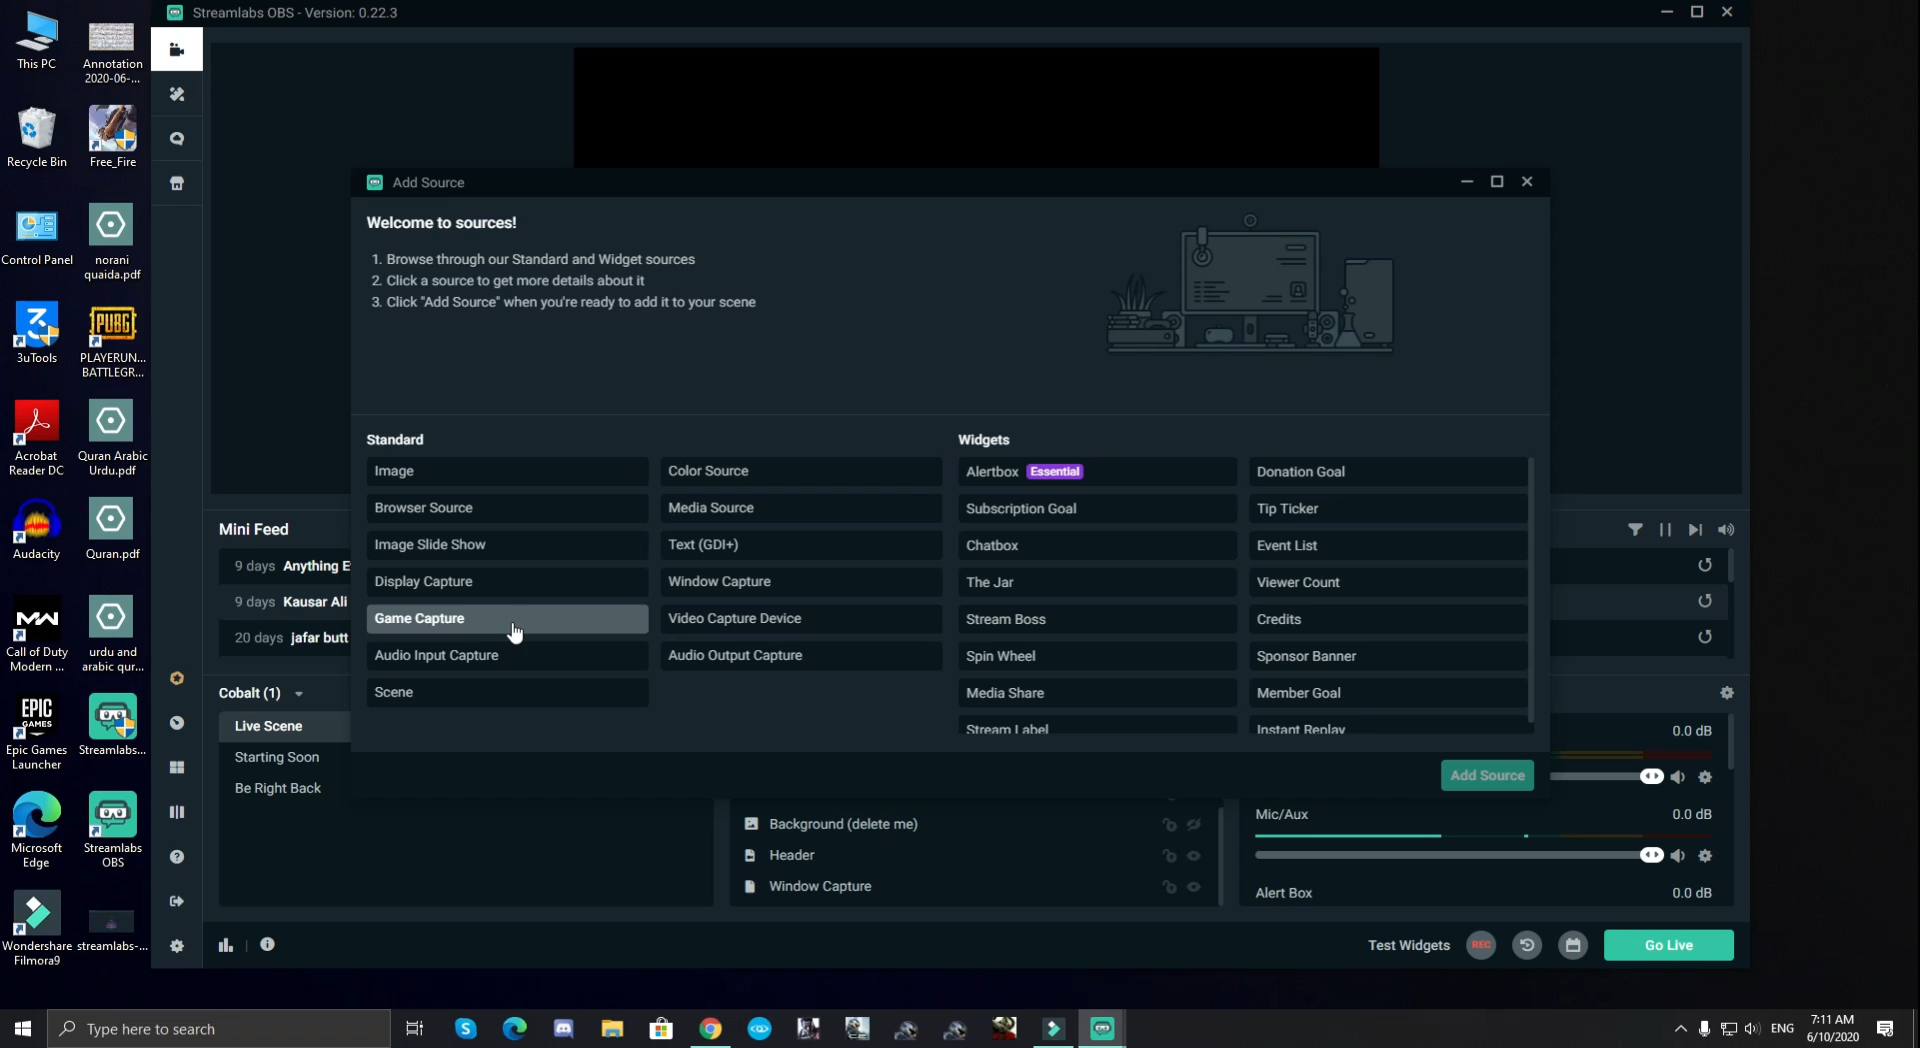 Streamlabs OBS - Version: 0.22.3
This PC
Annotation
2020-06-...
Recycle Bin
Free_Fire
Control Panel
norani
quaida.pdf
3uTools
PUBG
PLAYERUN...
BATTLEGR...
Acrobat
Reader DC
Quran Arabic
Urdu.pdf
Audacity
Quran.pdf
Call of Duty
Modern ...
urdu and
arabic qur...
EPIC
GAMES
Epic Games
Launcher
Streamlabs...
Microsoft
Edge
Streamlabs
OBS
Wondershare
Filmora9
streamlabs-...
Add Source
Welcome to sources!
1. Browse through our Standard and Widget sources
2. Click a source to get more details about it
3. Click "Add Source" when you're ready to add it to your scene
Standard
Image
Color Source
Browser Source
Media Source
Image Slide Show
Text (GDI+)
Display Capture
Window Capture
Game Capture
Video Capture Device
Audio Input Capture
Audio Output Capture
Scene
Widgets
Alertbox Essential
Donation Goal
Subscription Goal
Tip Ticker
Chatbox
Event List
The Jar
Viewer Count
Stream Boss
Credits
Spin Wheel
Sponsor Banner
Media Share
Member Goal
Stream Label
Instant Replay
Add Source
Mini Feed
9 days Anything E
9 days Kausar Ali
20 days jafar butt
Cobalt (1)
Live Scene
Starting Soon
Be Right Back
Background (delete me)
Header
Window Capture
0.0 dB
Mic/Aux 0.0 dB
Alert Box 0.0 dB
Test Widgets
REC
Go Live
Type here to search
ENG
7:11 AM
6/10/2020